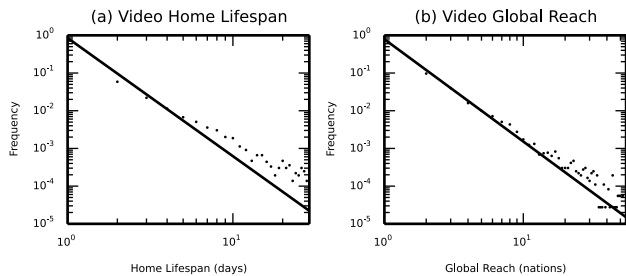 (a) Video Home Lifespan
(b) Video Global Reach
Frequency
10^0
10^-1
10^-2
10^-3
10^-4
10^-5
10^0
10^1
Home Lifespan (days)
Frequency
10^0
10^-1
10^-2
10^-3
10^-4
10^-5
10^0
10^1
Global Reach (nations)